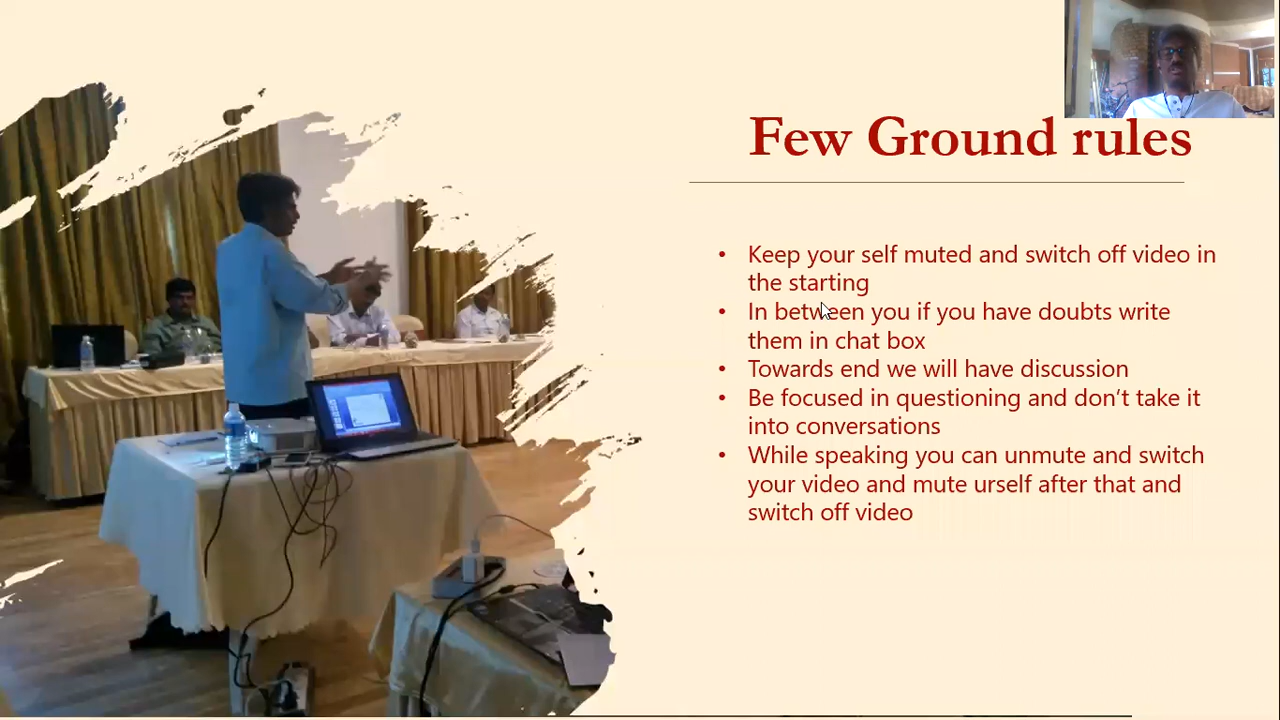 Few Ground rules
• Keep your self muted and switch off video in
the starting
• In between you if you have doubts write
them in chat box
• Towards end we will have discussion
• Be focused in questioning and don’t take it
into conversations
• While speaking you can unmute and switch
your video and mute urself after that and
switch off video